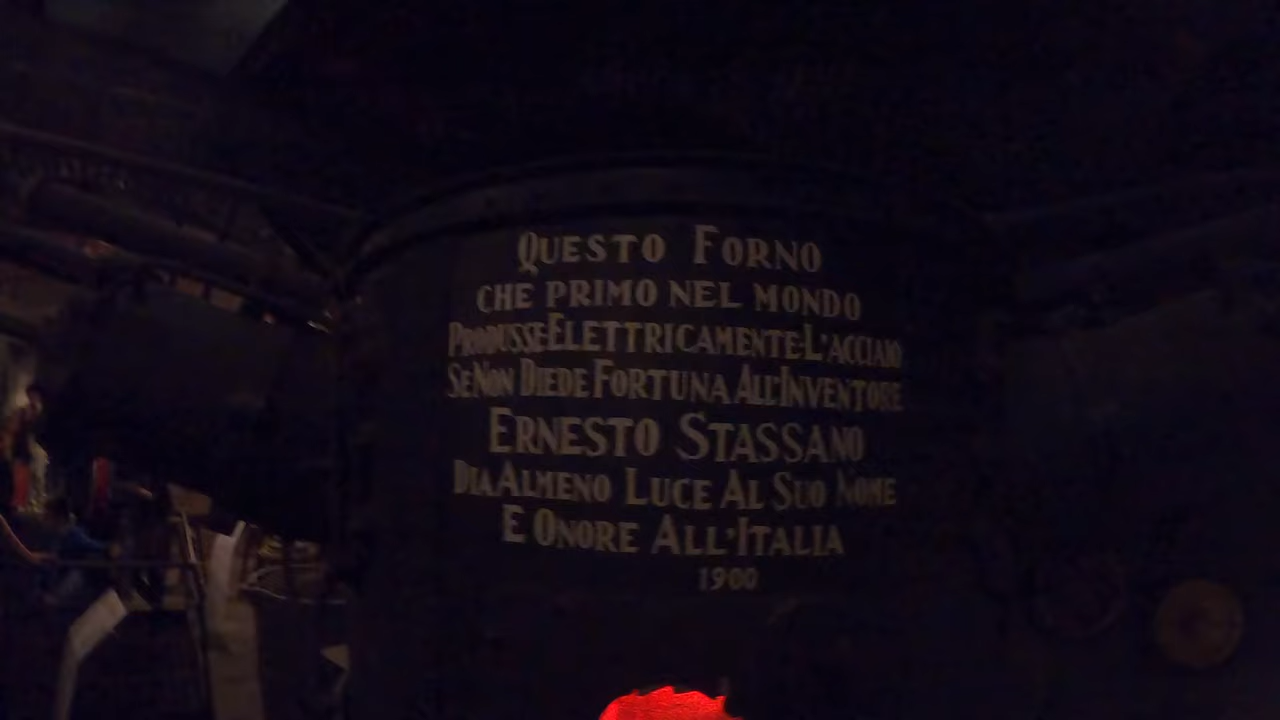 QUESTO FORNO
CHE PRIMO NEL MONDO
PRODUSSE ELETTRICAMENTE L'ACCIAIO
SE NON DIEDE FORTUNA ALL'INVENTORE
ERNESTO STASSANO
DIA ALMENO LUCE AL SUO NOME
E ONORE ALL'ITALIA
1900